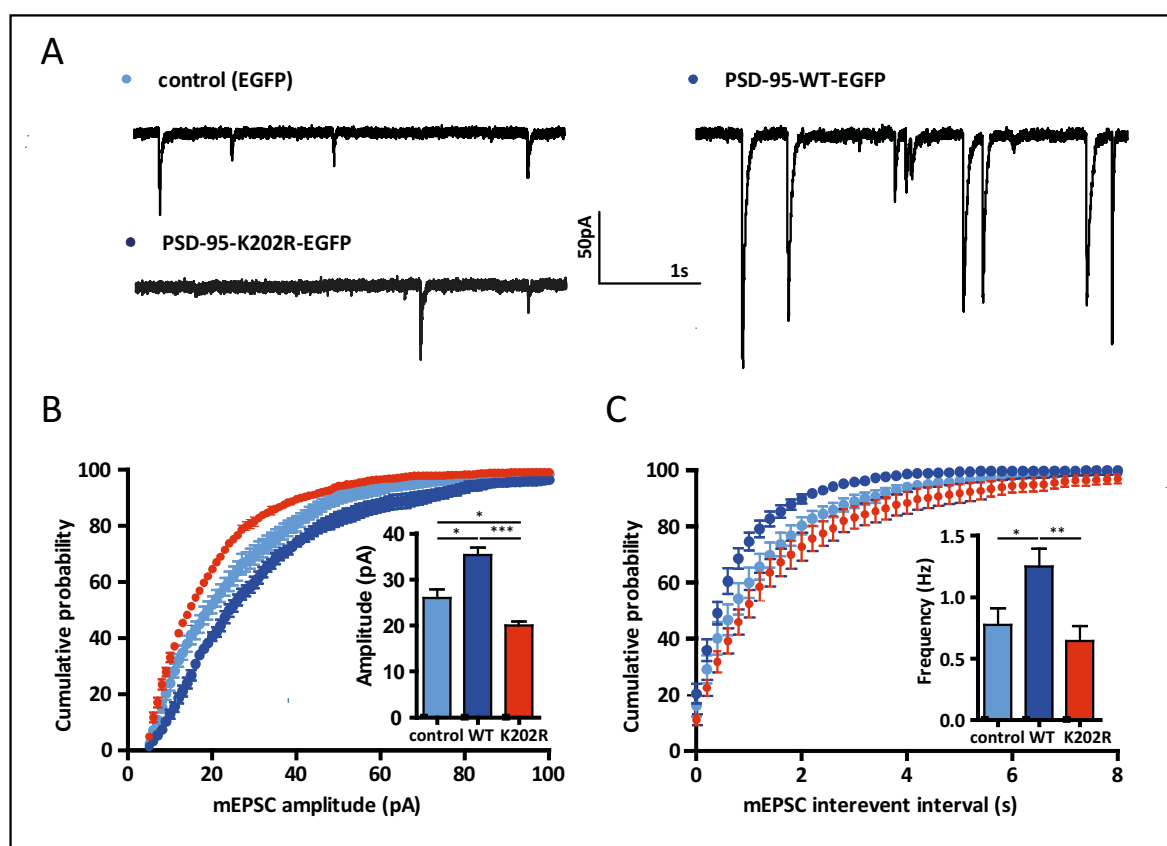 A
control (EGFP)
PSD-95-WT-EGFP
PSD-95-K202R-EGFP
50pA
1s
B
C
Cumulative probability
100
80
60
40
20
0
0
20
40
60
80
100
mEPSC amplitude (pA)
Amplitude (pA)
40
30
20
10
0
*
*
***
control WT K202R
Cumulative probability
100
80
60
40
20
0
0
2
4
6
8
mEPSC interevent interval (s)
Frequency (Hz)
1.5
1.0
0.5
0.0
*
**
control WT K202R